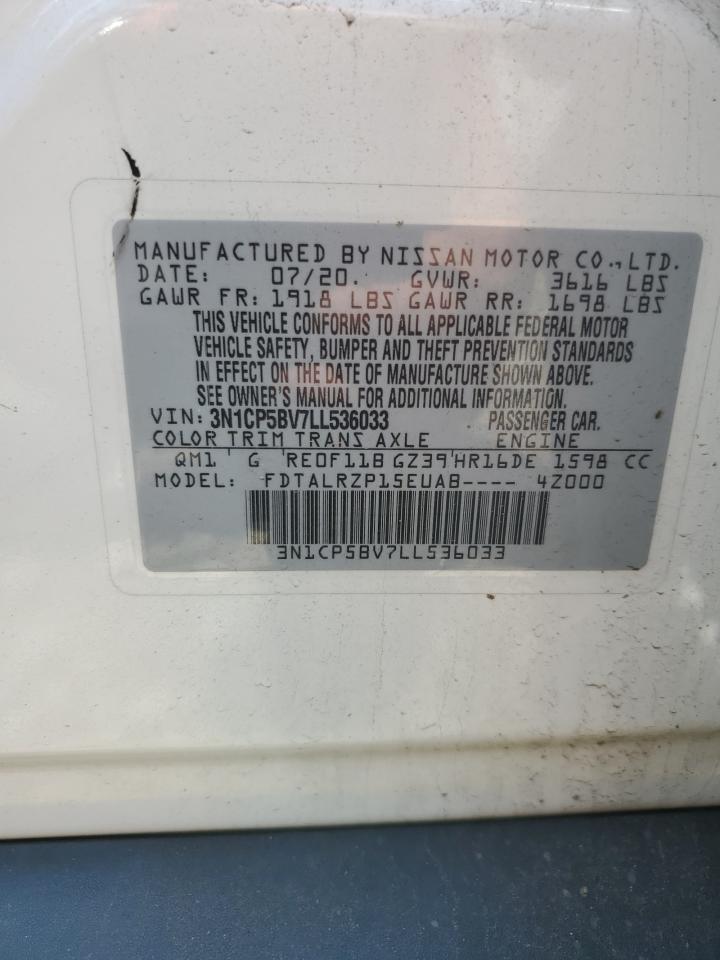 MANUFACTURED BY NISSAN MOTOR CO., LTD.
DATE: 07/20. GVWR: 3616 LBS
GAWR FR: 1918 LBS GAWR RR: 1698 LBS
THIS VEHICLE CONFORMS TO ALL APPLICABLE FEDERAL MOTOR
VEHICLE SAFETY, BUMPER AND THEFT PREVENTION STANDARDS
IN EFFECT ON THE DATE OF MANUFACTURE SHOWN ABOVE.
SEE OWNER'S MANUAL FOR ADDITIONAL INFORMATION.
VIN: 3N1CP5BV7LL536033 . PASSENGER CAR.
COLOR TRIM TRANS AXLE ENGINE
QM1 ' G ' RE0F11B GZ39'HR16DE 1598 CC
MODEL: FDTALRZP15EUAB---- 4Z000
3N1CP5BV7LL536033